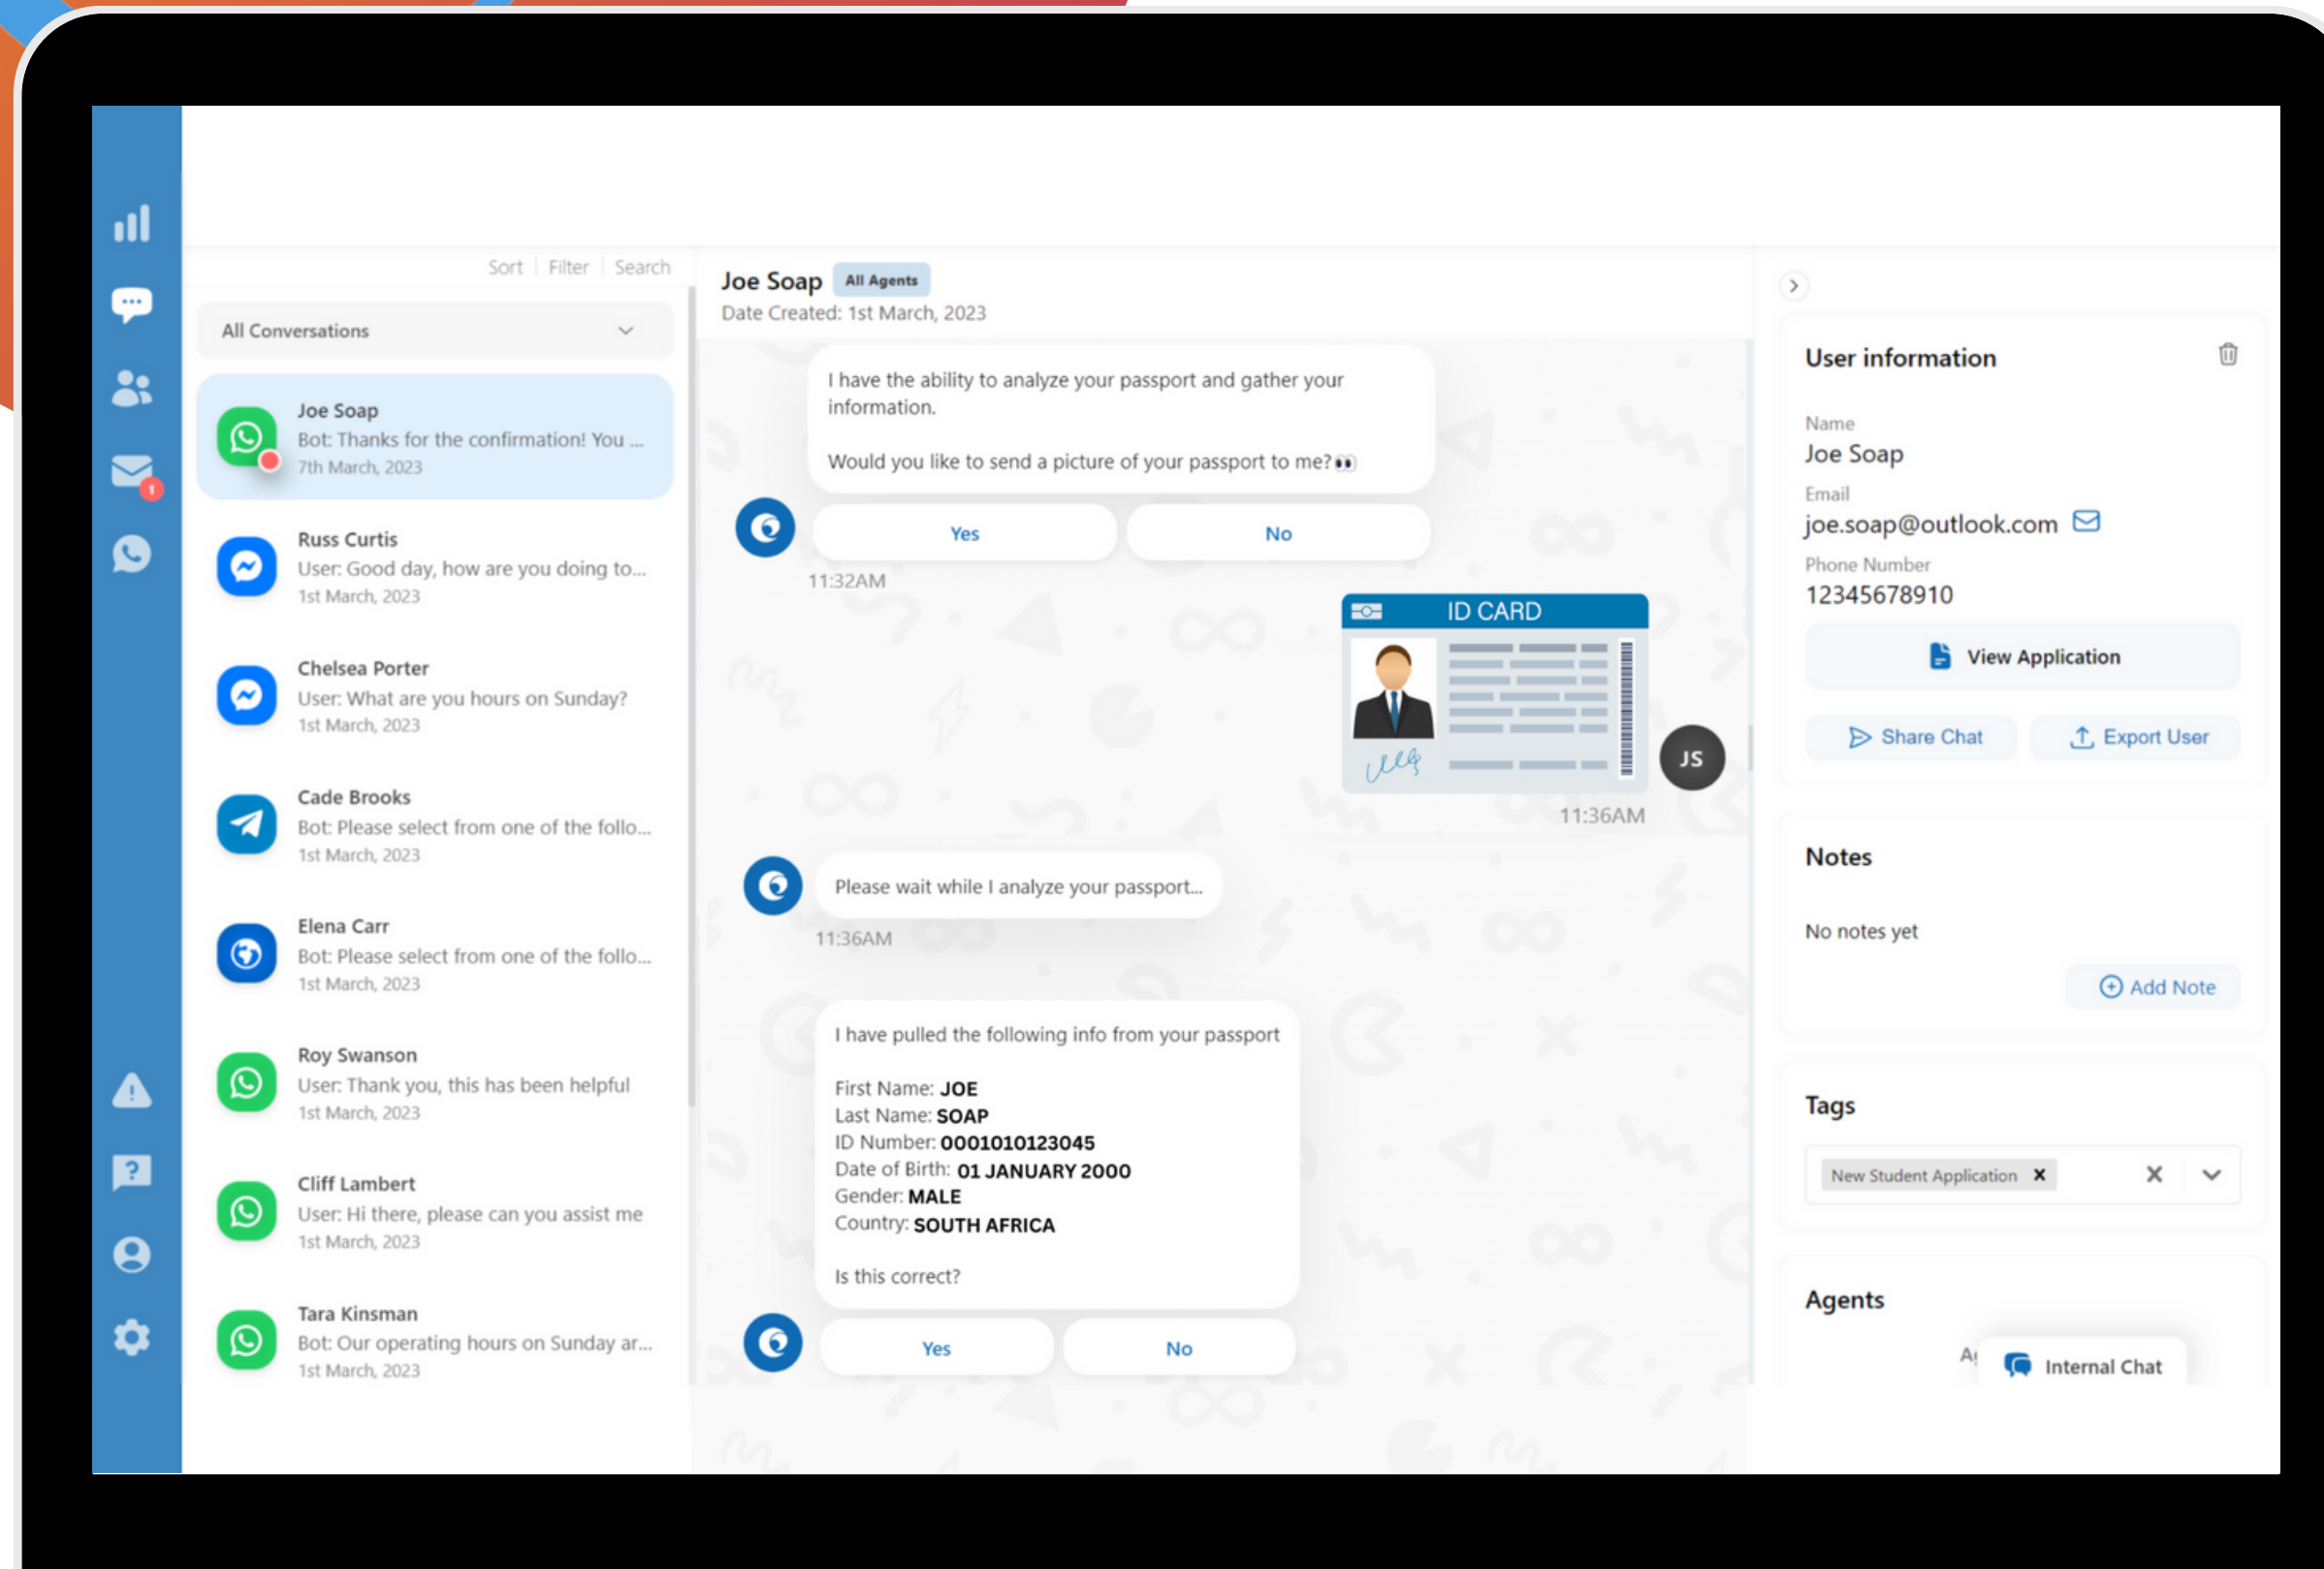 1
Sort
Filter
Search
All Conversations
Joe Soap
Bot: Thanks for the confirmation! You ...
7th March, 2023
Russ Curtis
User: Good day, how are you doing to...
1st March, 2023
Chelsea Porter
User: What are you hours on Sunday?
1st March, 2023
Cade Brooks
Bot: Please select from one of the follo...
1st March, 2023
Elena Carr
Bot: Please select from one of the follo...
1st March, 2023
Roy Swanson
User: Thank you, this has been helpful
1st March, 2023
Cliff Lambert
User: Hi there, please can you assist me
1st March, 2023
Tara Kinsman
Bot: Our operating hours on Sunday ar...
1st March, 2023
Joe Soap All Agents
Date Created: 1st March, 2023
I have the ability to analyze your passport and gather your
information.
Would you like to send a picture of your passport to me?👀
Yes
No
11:32AM
ID CARD
JS
11:36AM
Please wait while I analyze your passport...
11:36AM
I have pulled the following info from your passport
First Name: JOE
Last Name: SOAP
ID Number: 0001010123045
Date of Birth: 01 JANUARY 2000
Gender: MALE
Country: SOUTH AFRICA
Is this correct?
Yes
No
User information
Name
Joe Soap
Email
joe.soap@outlook.com
Phone Number
12345678910
View Application
Share Chat
Export User
Notes
No notes yet
Add Note
Tags
New Student Application
Agents
Internal Chat